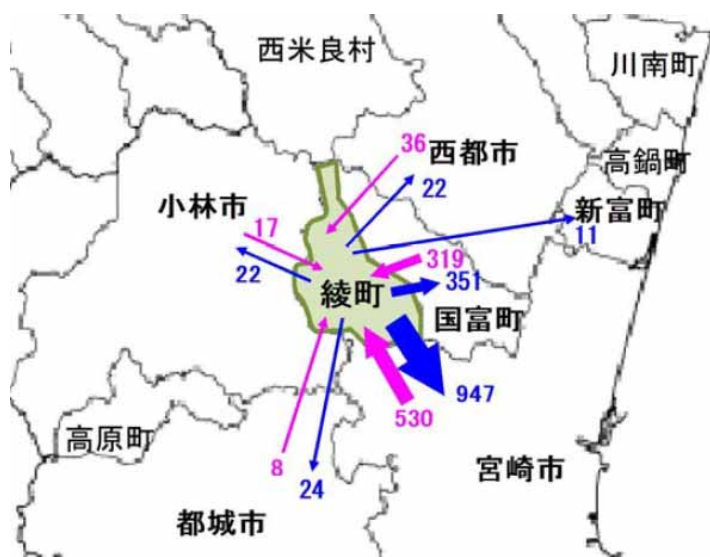 西米良村
川南町
36
西都市
高鍋町
22
小林市
新富町
17
11
319
22
351
綾町
国富町
947
530
高原町
8
宮崎市
24
都城市